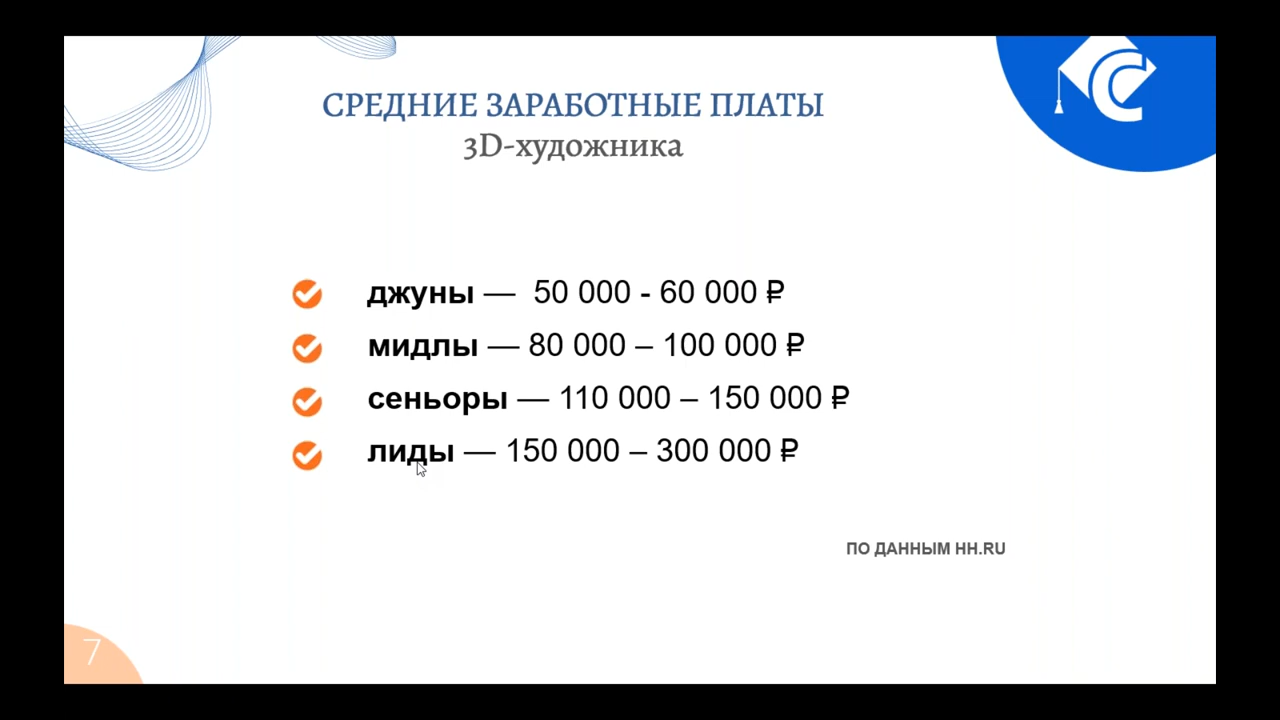 СРЕДНИЕ ЗАРАБОТНЫЕ ПЛАТЫ
3D-художника
джуны — 50 000 - 60 000 ₽
мидлы — 80 000 – 100 000 ₽
сеньоры — 110 000 – 150 000 ₽
лиды — 150 000 – 300 000 ₽
ПО ДАННЫМ HH.RU
7